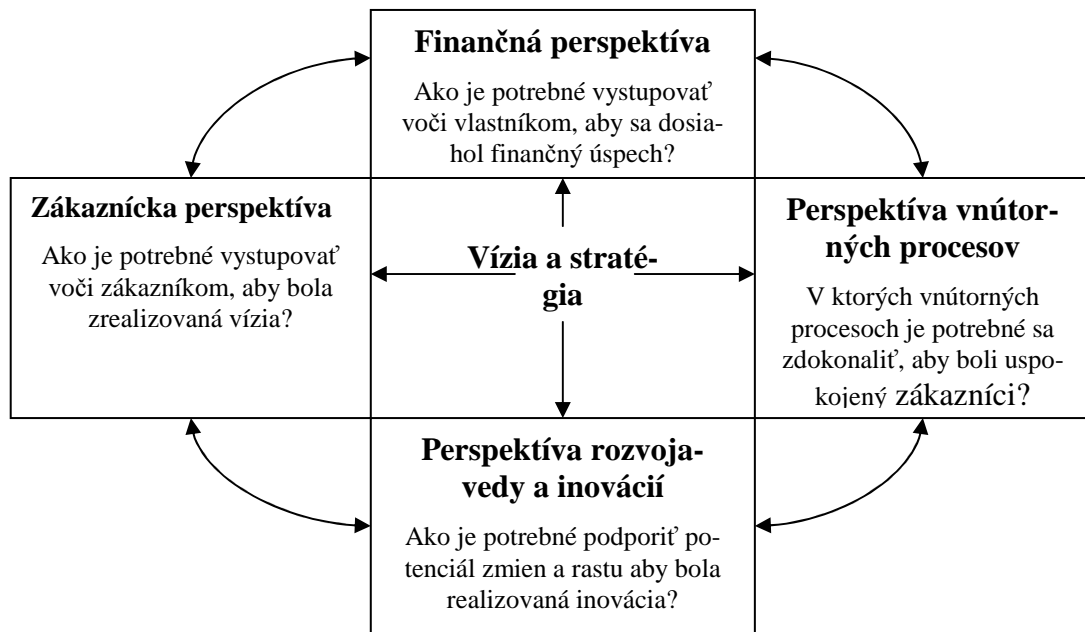 Finančná perspektíva
Ako je potrebné vystupovať
voči vlastníkom, aby sa dosia-
hol finančný úspech?
Zákaznícka perspektíva
Ako je potrebné vystupovať
voči zákazníkom, aby bola
zrealizovaná vízia?
Vízia a straté-
gia
Perspektíva vnútor-
ných procesov
V ktorých vnútorných
procesoch je potrebné sa
zdokonaliť, aby boli uspo-
kojený zákazníci?
Perspektíva rozvoja-
vedy a inovácií
Ako je potrebné podporiť po-
tenciál zmien a rastu aby bola
realizovaná inovácia?